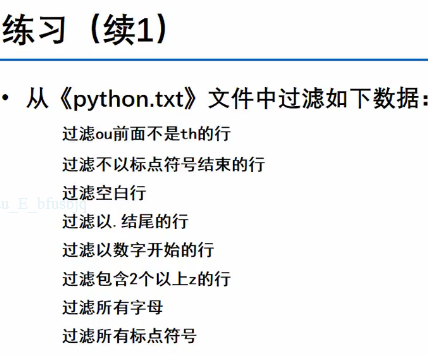 练习（续1）
• 从《python.txt》文件中过滤如下数据：
过滤ou前面不是th的行
过滤不以标点符号结束的行
过滤空白行
过滤以.结尾的行
过滤以数字开始的行
过滤包含2个以上z的行
过滤所有字母
过滤所有标点符号